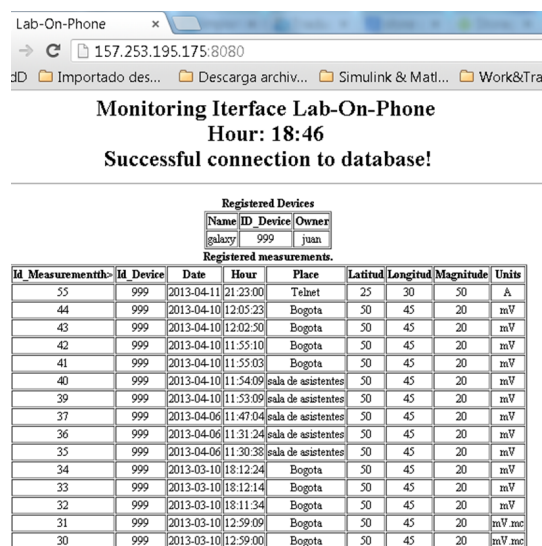 Lab-On-Phone ×
157.253.195.175:8080
dD Importado des... Descarga archiv... Simulink & Matl... Work&Tra
Monitoring Iterface Lab-On-Phone
Hour: 18:46
Successful connection to database!
Registered Devices
Name ID_Device Owner
galaxy 999 juan
Registered measurements.
Id_Measurementth> Id_Device Date Hour Place Latitud Longitud Magnitude Units
55 999 2013-04-11 21:23:00 Telnet 25 30 50 A
44 999 2013-04-10 12:05:23 Bogota 50 45 20 mV
43 999 2013-04-10 12:02:50 Bogota 50 45 20 mV
42 999 2013-04-10 11:55:10 Bogota 50 45 20 mV
41 999 2013-04-10 11:55:03 Bogota 50 45 20 mV
40 999 2013-04-10 11:54:09 sala de asistentes 50 45 20 mV
39 999 2013-04-10 11:53:09 sala de asistentes 50 45 20 mV
37 999 2013-04-06 11:47:04 sala de asistentes 50 45 20 mV
36 999 2013-04-06 11:31:24 sala de asistentes 50 45 20 mV
35 999 2013-04-06 11:30:38 sala de asistentes 50 45 20 mV
34 999 2013-03-10 18:12:24 Bogota 50 45 20 mV
33 999 2013-03-10 18:12:14 Bogota 50 45 20 mV
32 999 2013-03-10 18:11:34 Bogota 50 45 20 mV
31 999 2013-03-10 12:59:09 Bogota 50 45 20 mV.mc
30 999 2013-03-10 12:59:00 Bogota 50 45 20 mV.mc